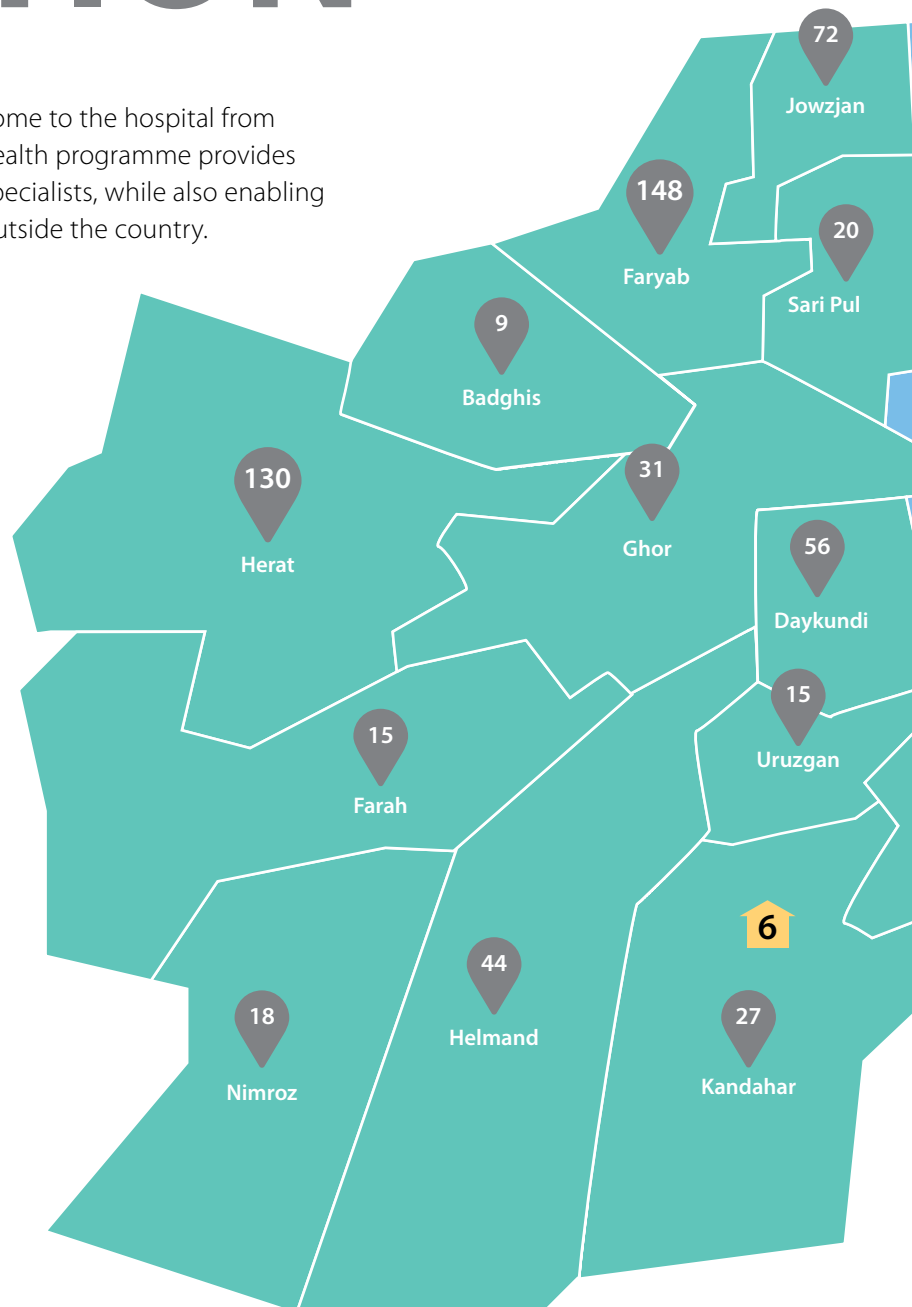 72
Jowzjan
ome to the hospital from
ealth programme provides
pecialists, while also enabling
utside the country.
148
Faryab
20
Sari Pul
9
Badghis
130
Herat
31
Ghor
56
Daykundi
15
Uruzgan
15
Farah
6
44
Helmand
18
Nimroz
27
Kandahar